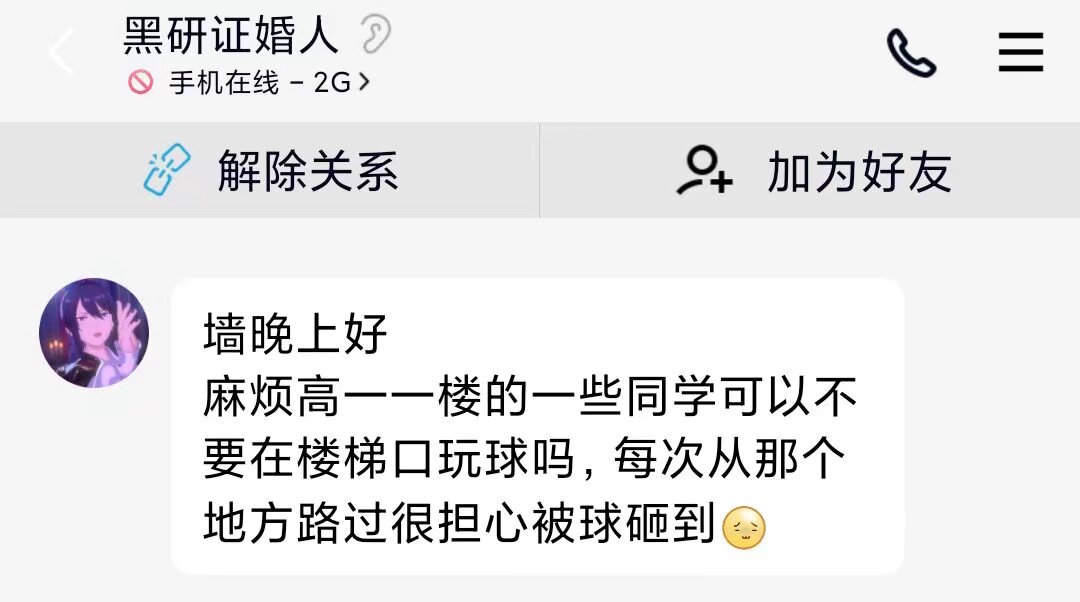 黑研证婚人
手机在线 - 2G
解除关系
加为好友
墙晚上好
麻烦高一一楼的一些同学可以不
要在楼梯口玩球吗，每次从那个
地方路过很担心被球砸到